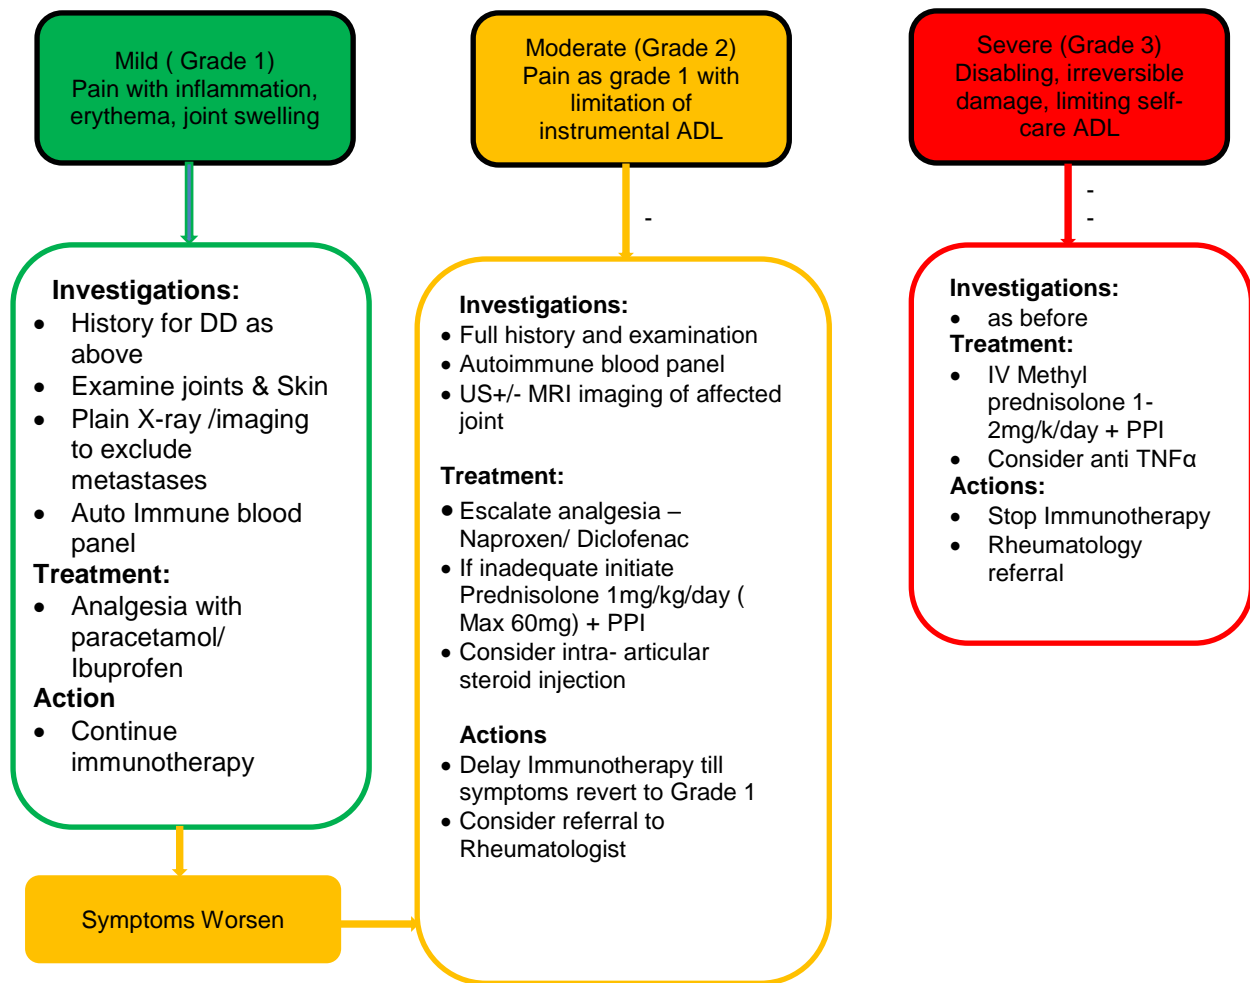 Mild ( Grade 1)
Pain with inflammation,
erythema, joint swelling
Investigations:
• History for DD as
above
• Examine joints & Skin
• Plain X-ray /imaging
to exclude
metastases
• Auto Immune blood
panel
Treatment:
• Analgesia with
paracetamol/
Ibuprofen
Action
• Continue
immunotherapy
Symptoms Worsen
Moderate (Grade 2)
Pain as grade 1 with
limitation of
instrumental ADL
-
Investigations:
• Full history and examination
• Autoimmune blood panel
• US+/- MRI imaging of affected
joint
Treatment:
• Escalate analgesia –
Naproxen/ Diclofenac
• If inadequate initiate
Prednisolone 1mg/kg/day (
Max 60mg) + PPI
• Consider intra- articular
steroid injection
Actions
• Delay Immunotherapy till
symptoms revert to Grade 1
• Consider referral to
Rheumatologist
Severe (Grade 3)
Disabling, irreversible
damage, limiting self-
care ADL
-
-
Investigations:
• as before
Treatment:
• IV Methyl
prednisolone 1-
2mg/k/day + PPI
• Consider anti TNFα
Actions:
• Stop Immunotherapy
• Rheumatology
referral